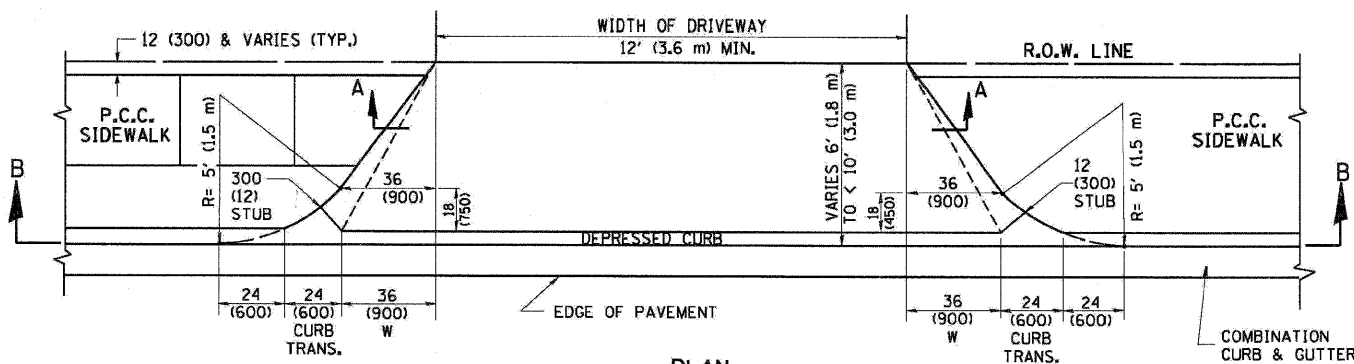 12 (300) & VARIES (TYP.)
WIDTH OF DRIVEWAY
12' (3.6 m) MIN.
R.O.W. LINE
A
A
P.C.C.
SIDEWALK
P.C.C.
SIDEWALK
B
B
R= 5' (1.5 m)
300
(12)
STUB
36
(900)
18
(750)
VARIES 6' (1.8 m)
TO < 10' (3.0 m)
18
(450)
36
(900)
12
(300)
STUB
R= 5' (1.5 m)
DEPRESSED CURB
24
(600)
24
(600)
CURB
TRANS.
36
(900)
W
EDGE OF PAVEMENT
36
(900)
W
24
(600)
CURB
TRANS.
24
(600)
COMBINATION
CURB & GUTTER